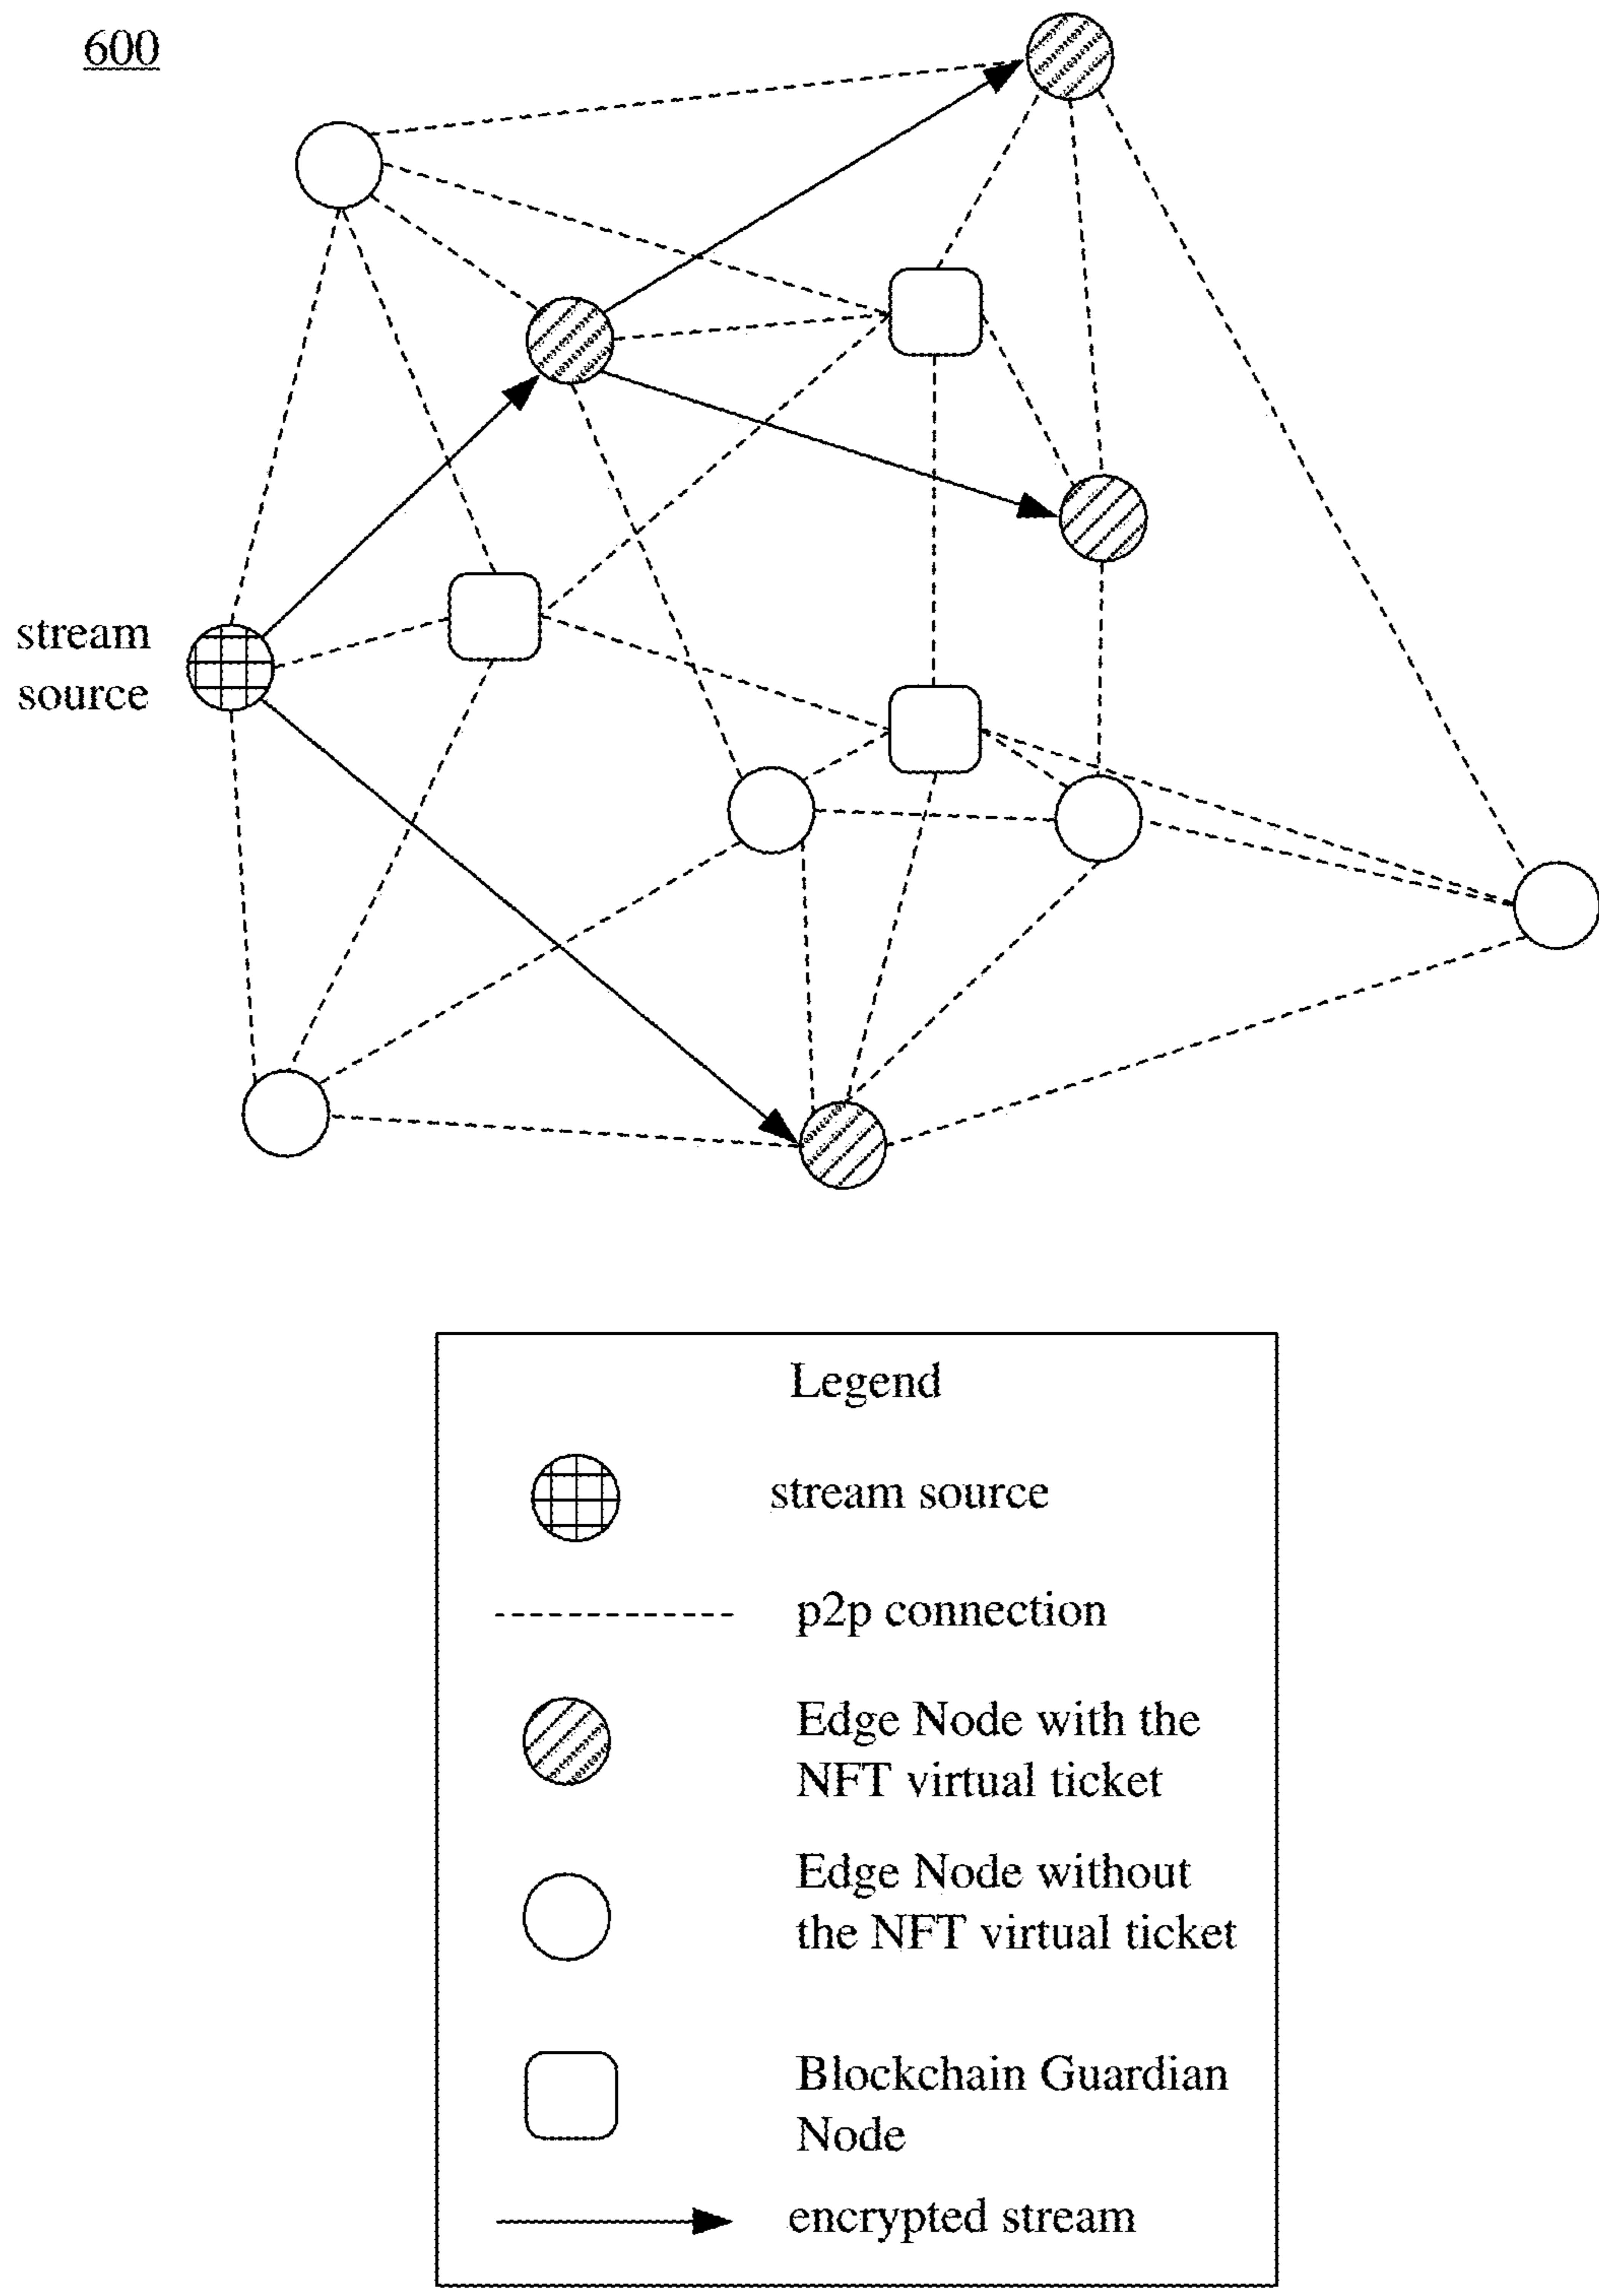 600
stream
source
Legend
stream source
p2p connection
Edge Node with the
NFT virtual ticket
Edge Node without
the NFT virtual ticket
Blockchain Guardian
Node
encrypted stream